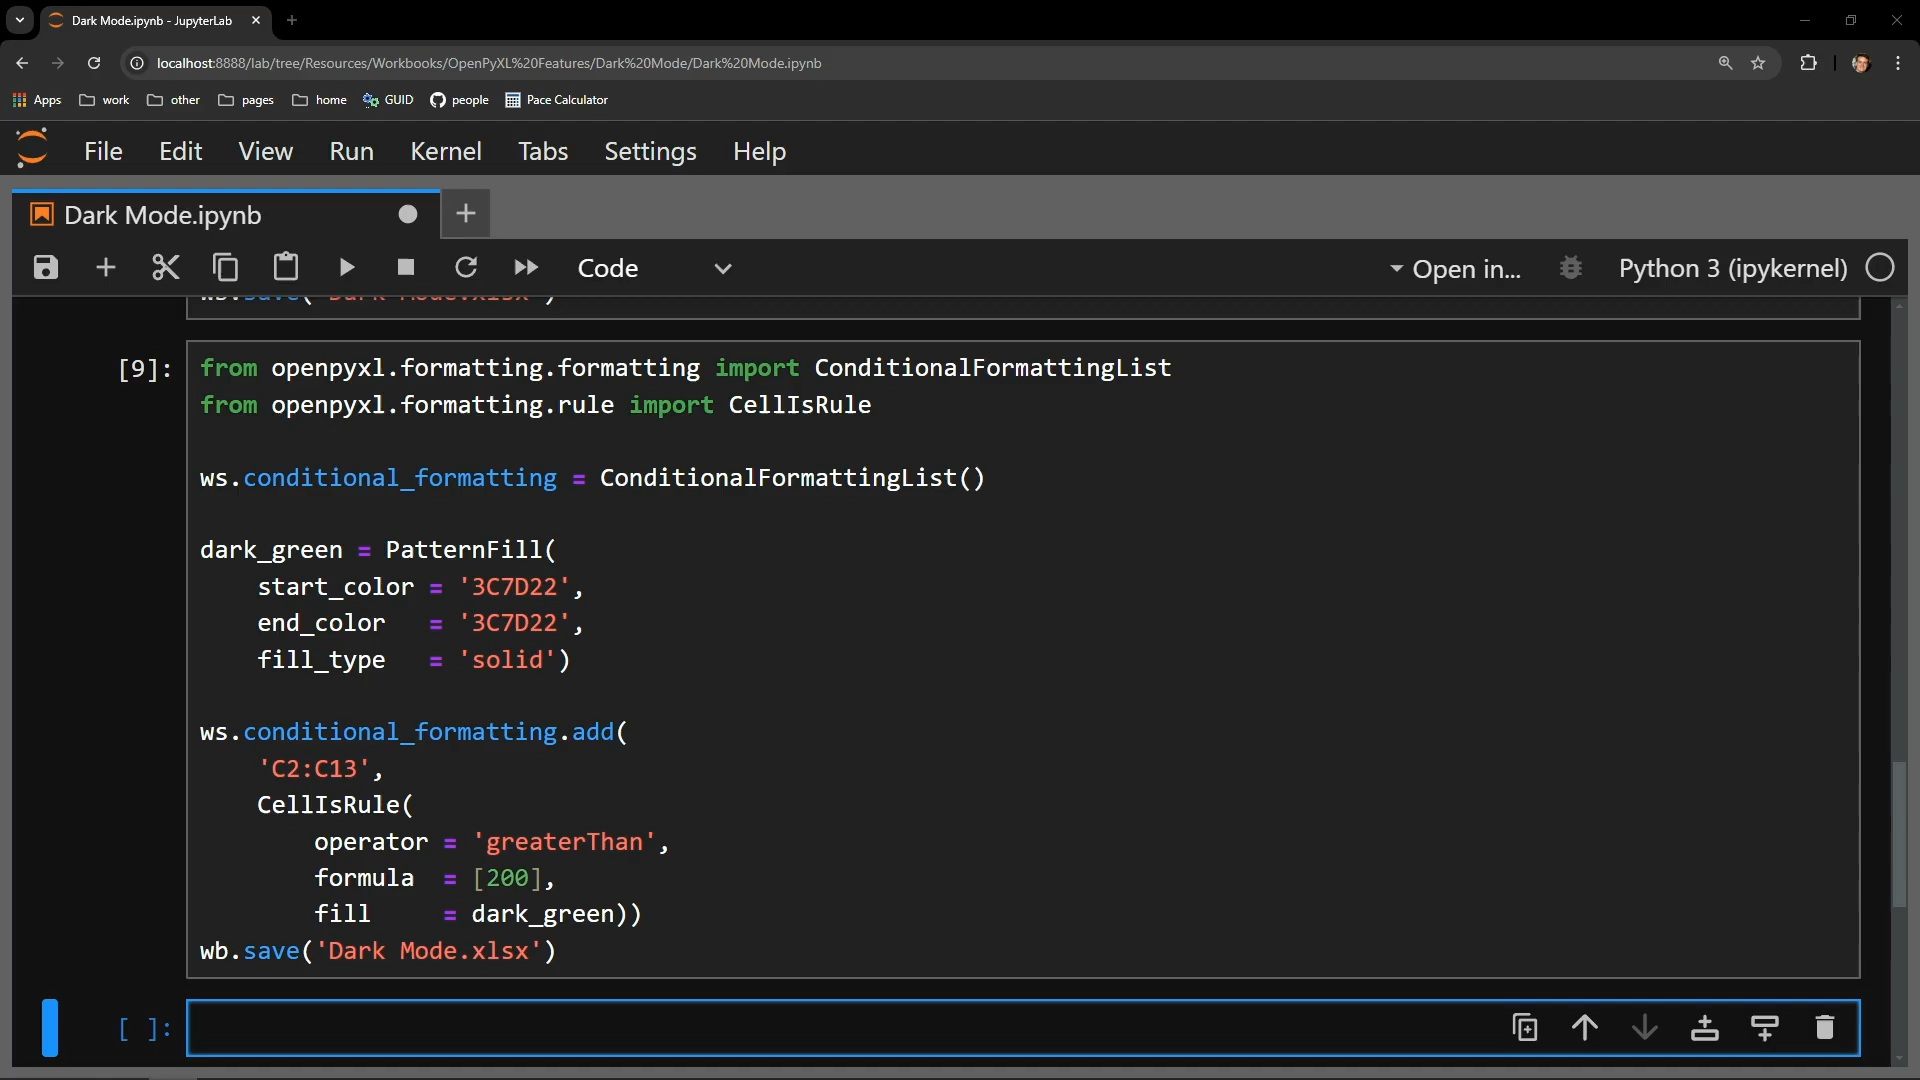 Dark Mode.ipynb - JupyterLab
localhost:8888/lab/tree/Resources/Workbooks/OpenPyXL%20Features/Dark%20Mode/Dark%20Mode.ipynb
Apps work other pages home GUID people Pace Calculator
File Edit View Run Kernel Tabs Settings Help
Dark Mode.ipynb
Code Open in... Python 3 (ipykernel)
[9]:
from openpyxl.formatting.formatting import ConditionalFormattingList
from openpyxl.formatting.rule import CellIsRule
ws.conditional_formatting = ConditionalFormattingList()
dark_green = PatternFill(
    start_color = '3C7D22',
    end_color   = '3C7D22',
    fill_type   = 'solid')
ws.conditional_formatting.add(
    'C2:C13',
    CellIsRule(
        operator = 'greaterThan',
        formula  = [200],
        fill     = dark_green))
wb.save('Dark Mode.xlsx')
[ ]: